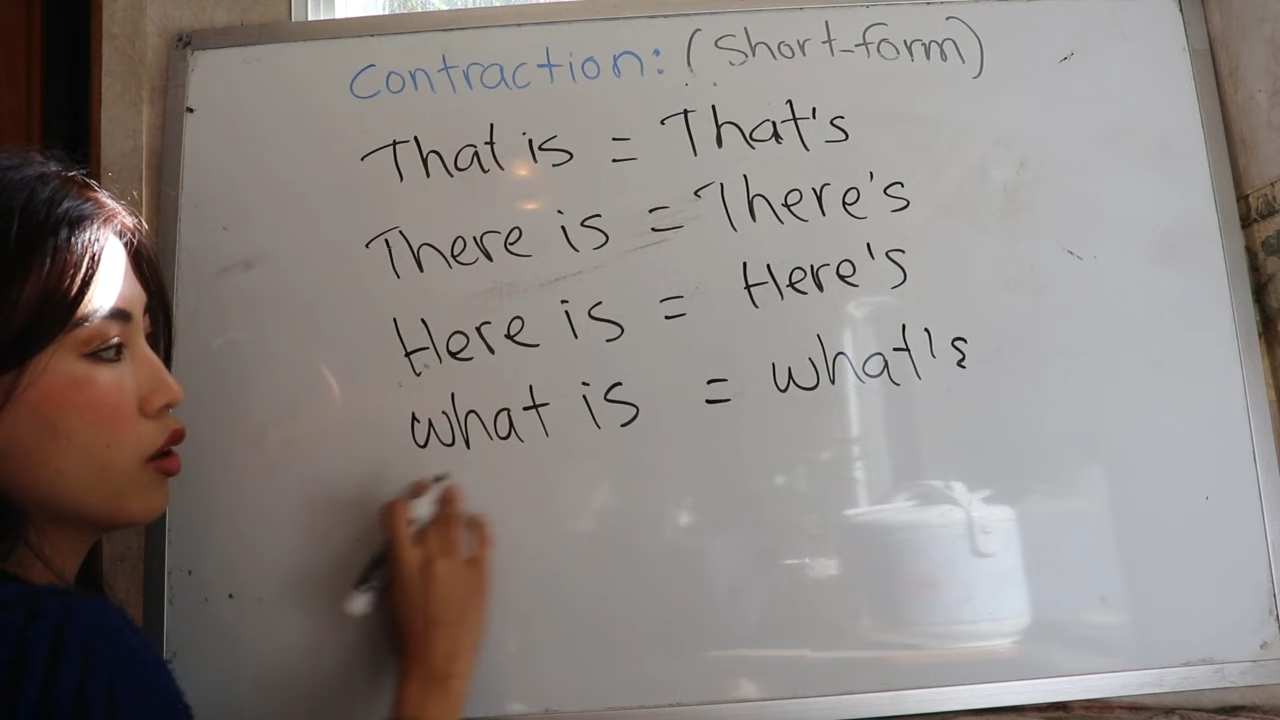 Contraction: (Short-form)
That is = That's
There is = There's
Here is = Here's
What is = What's